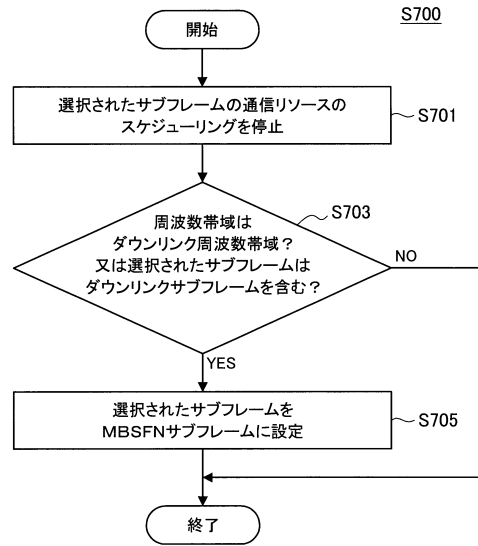 S700
開始
選択されたサブフレームの通信リソースの
スケジューリングを停止
S701
S703
周波数帯域は
ダウンリンク周波数帯域?
又は選択されたサブフレームは
ダウンリンクサブフレームを含む?
NO
YES
選択されたサブフレームを
MBSFNサブフレームに設定
S705
終了